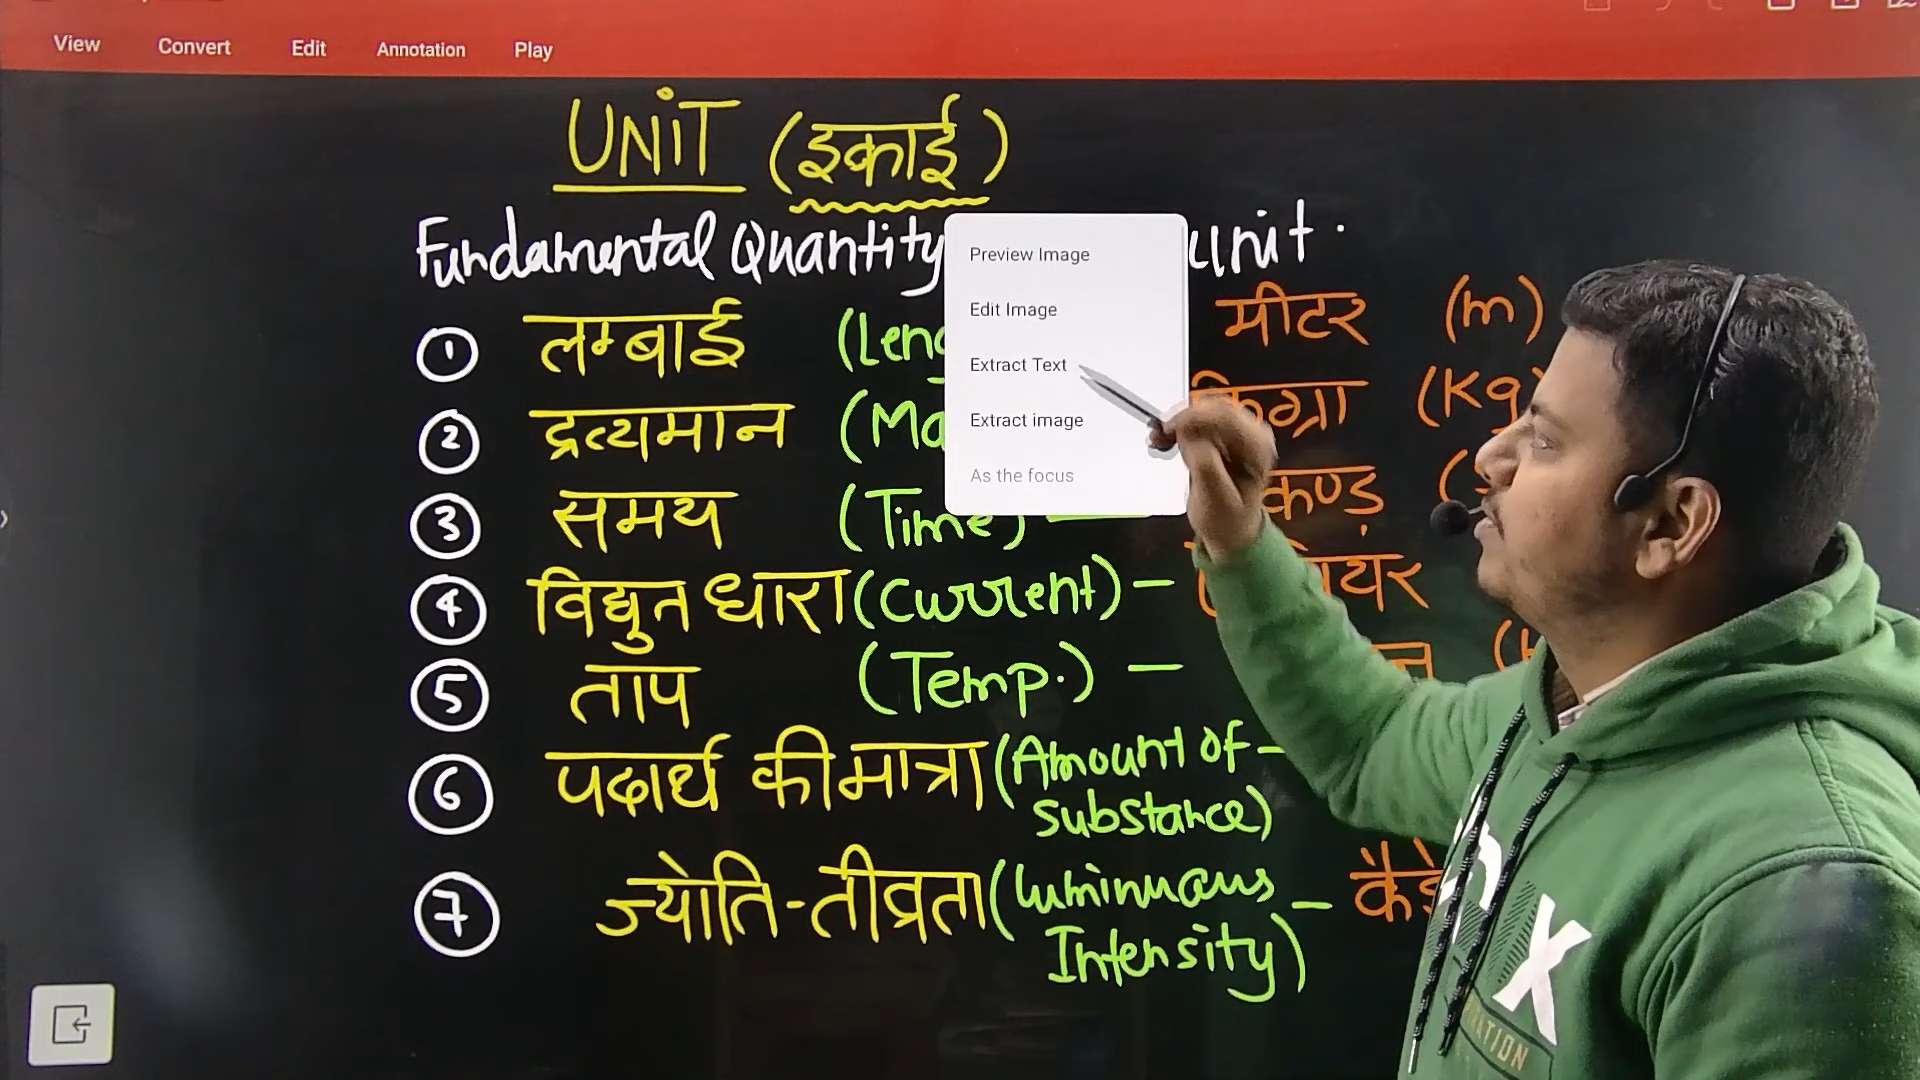 View Convert Edit Annotation Play
UNIT (इकाई)
Fundamental Quantity unit.
Preview Image
Edit Image
Extract Text
Extract image
As the focus
① लम्बाई (Leng मीटर (m)
② द्रव्यमान (Ma किग्रा (Kg)
③ समय (Time) — कण्ड़
④ विद्युत धारा (Current) —
⑤ ताप (Temp.) —
⑥ पदार्थ की मात्रा (Amount of —
substance)
⑦ ज्योति-तीव्रता (Luminuous —
Intensity)
X